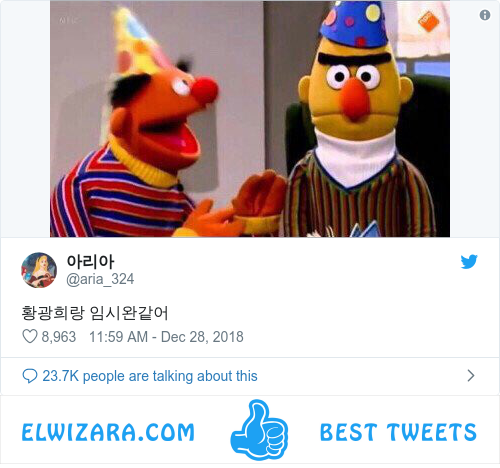 아리아
@aria_324
황광희랑 임시완같어
8,963 11:59 AM - Dec 28, 2018
23.7K people are talking about this
ELWIZARA.COM BEST TWEETS